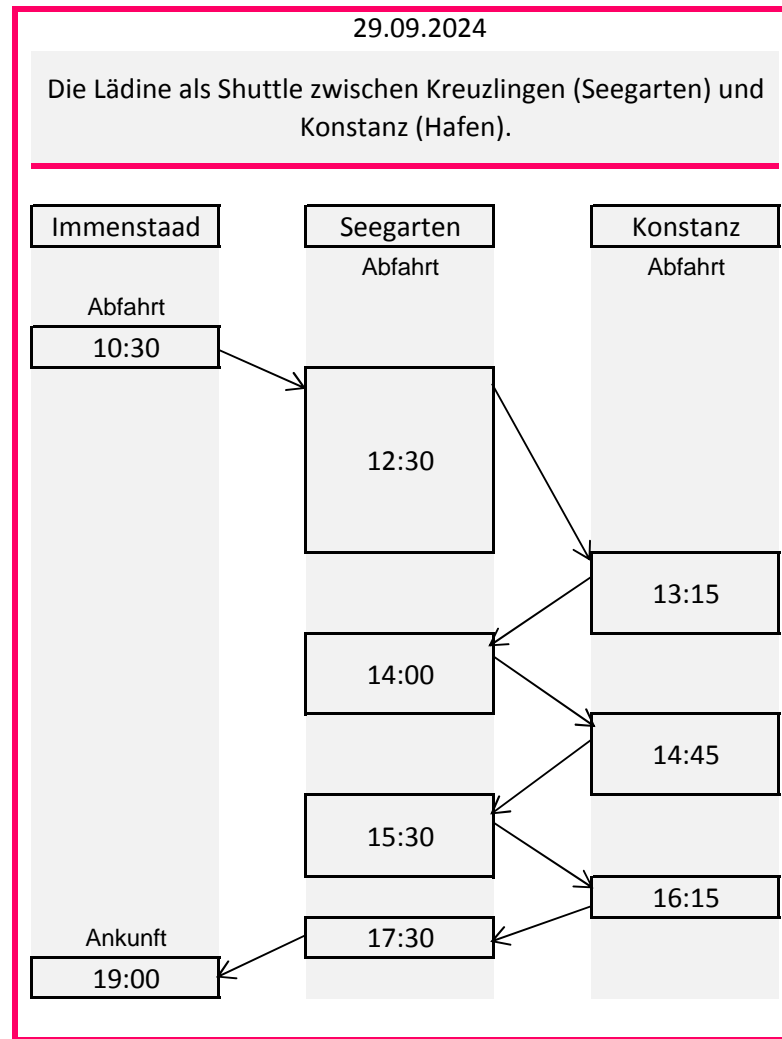 29.09.2024
Die Lädine als Shuttle zwischen Kreuzlingen (Seegarten) und
Konstanz (Hafen).
Immenstaad Seegarten Konstanz
Abfahrt Abfahrt
Abfahrt
10:30
12:30
13:15
14:00
14:45
15:30
16:15
17:30
Ankunft
19:00